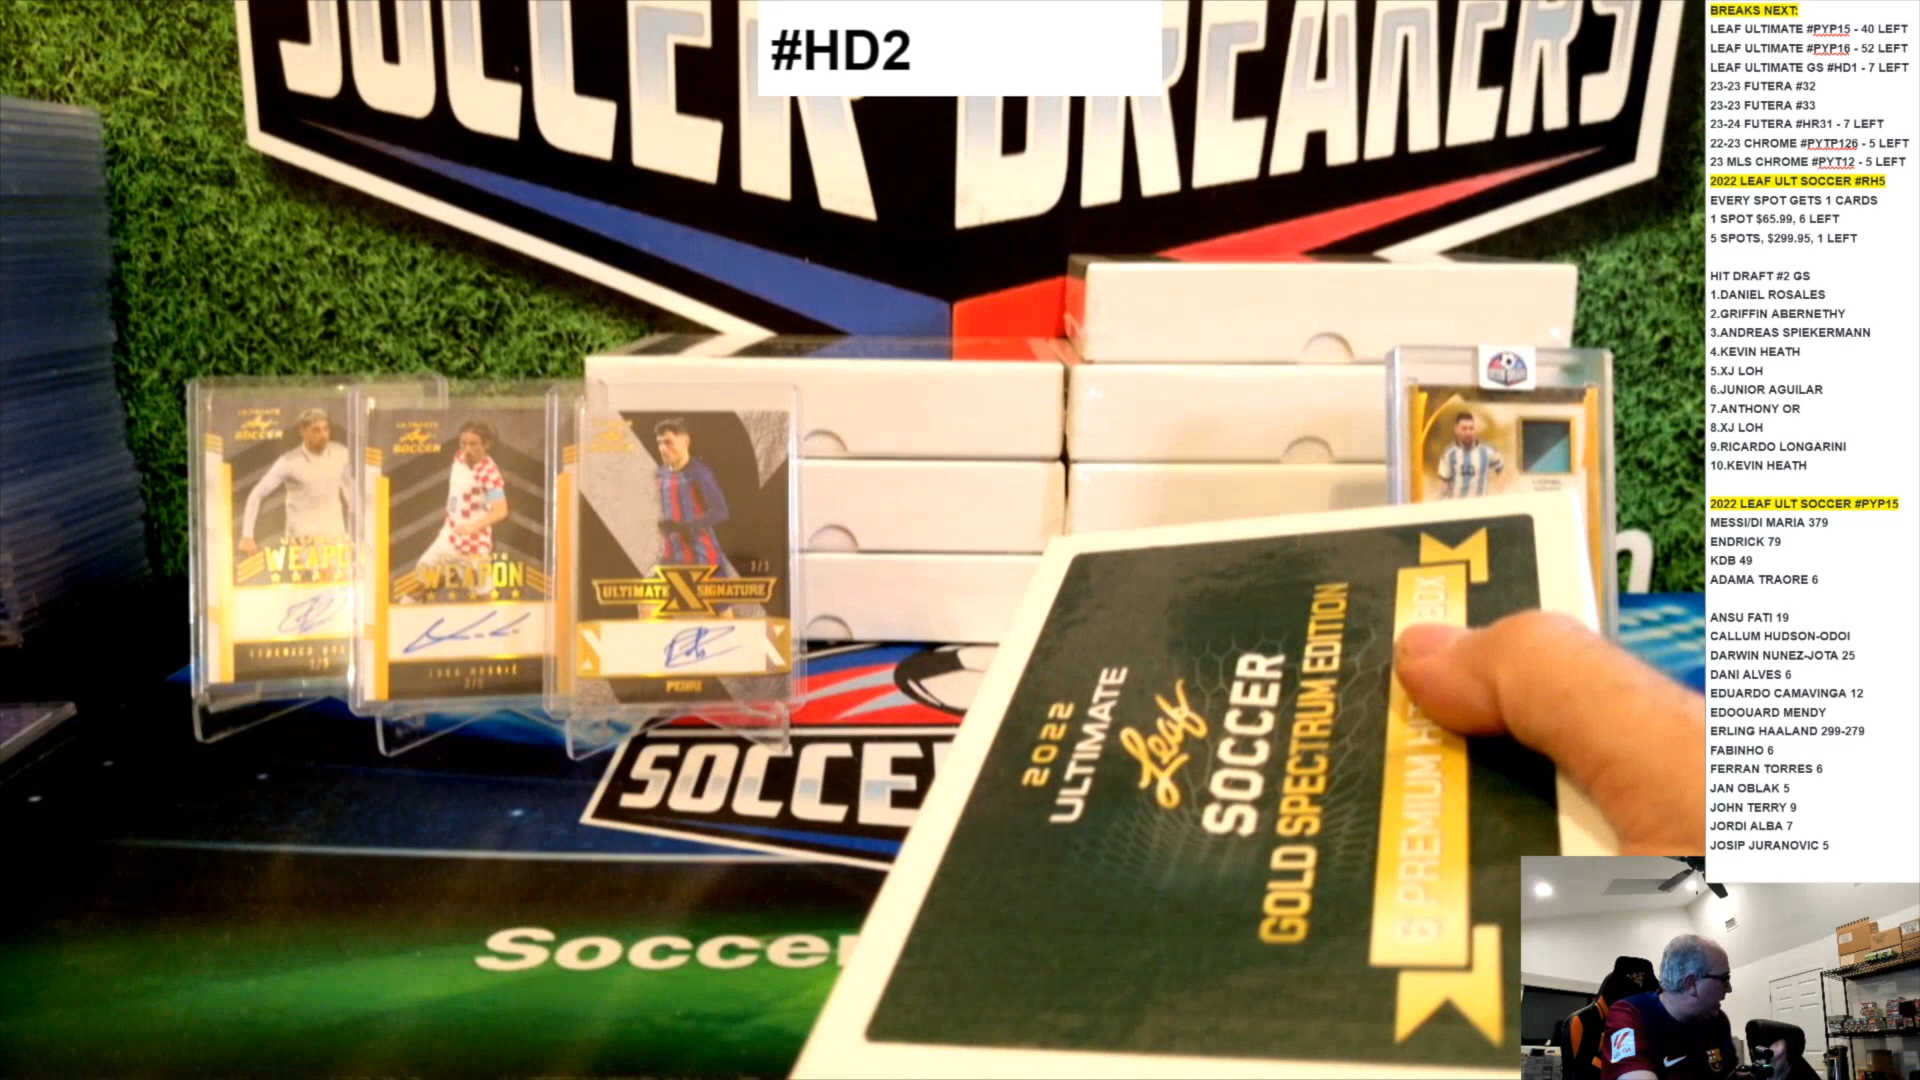 SOCCER BREAKERS
#HD2
BREAKS NEXT:
LEAF ULTIMATE #PYP15 - 40 LEFT
LEAF ULTIMATE #PYP16 - 52 LEFT
LEAF ULTIMATE GS #HD1 - 7 LEFT
23-23 FUTERA #32
23-23 FUTERA #33
23-24 FUTERA #HR31 - 7 LEFT
22-23 CHROME #PYTP126 - 5 LEFT
23 MLS CHROME #PYT12 - 5 LEFT
2022 LEAF ULT SOCCER #RH5
EVERY SPOT GETS 1 CARDS
1 SPOT $65.99, 6 LEFT
5 SPOTS, $299.95, 1 LEFT
HIT DRAFT #2 GS
1.DANIEL ROSALES
2.GRIFFIN ABERNETHY
3.ANDREAS SPIEKERMANN
4.KEVIN HEATH
5.XJ LOH
6.JUNIOR AGUILAR
7.ANTHONY OR
8.XJ LOH
9.RICARDO LONGARINI
10.KEVIN HEATH
2022 LEAF ULT SOCCER #PYP15
MESSI/DI MARIA 379
ENDRICK 79
KDB 49
ADAMA TRAORE 6
ANSU FATI 19
CALLUM HUDSON-ODOI
DARWIN NUNEZ-JOTA 25
DANI ALVES 6
EDUARDO CAMAVINGA 12
EDOOUARD MENDY
ERLING HAALAND 299-279
FABINHO 6
FERRAN TORRES 6
JAN OBLAK 5
JOHN TERRY 9
JORDI ALBA 7
JOSIP JURANOVIC 5
ULTIMATE
Leaf
SOCCER
WEAPO
ULTIMATE
Leaf
SOCCER
WEAPON
3/3
ULTIMATE X SIGNATURE
PEDRI
2022
ULTIMATE
Leaf
SOCCER
GOLD SPECTRUM EDITION
PREMIUM
BOX
SOCCE
Soccer